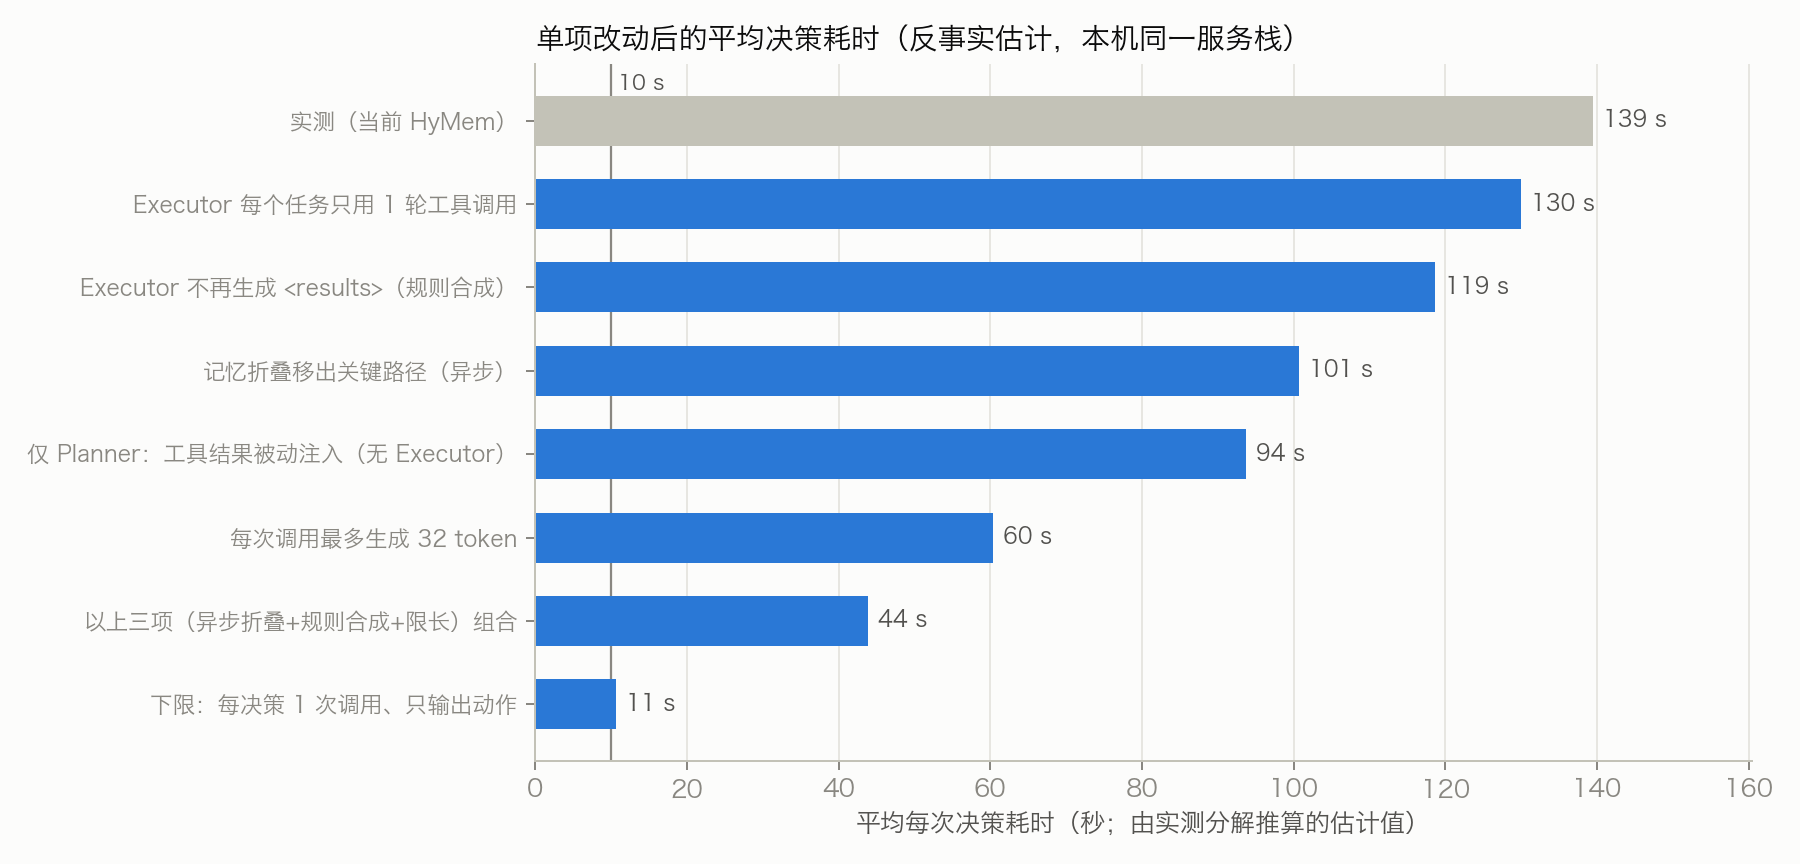 单项改动后的平均决策耗时（反事实估计，本机同一服务栈）
10 s
实测（当前 HyMem）
139 s
Executor 每个任务只用 1 轮工具调用
130 s
Executor 不再生成 <results>（规则合成）
119 s
记忆折叠移出关键路径（异步）
101 s
仅 Planner：工具结果被动注入（无 Executor）
94 s
每次调用最多生成 32 token
60 s
以上三项（异步折叠+规则合成+限长）组合
44 s
下限：每决策 1 次调用、只输出动作
11 s
0 20 40 60 80 100 120 140 160
平均每次决策耗时（秒；由实测分解推算的估计值）